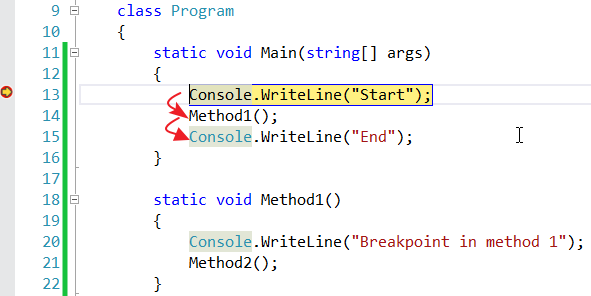 9 class Program
10 {
11 static void Main(string[] args)
12 {
13 Console.WriteLine("Start");
14 Method1();
15 Console.WriteLine("End");
16 }
17
18 static void Method1()
19 {
20 Console.WriteLine("Breakpoint in method 1");
21 Method2();
22 }